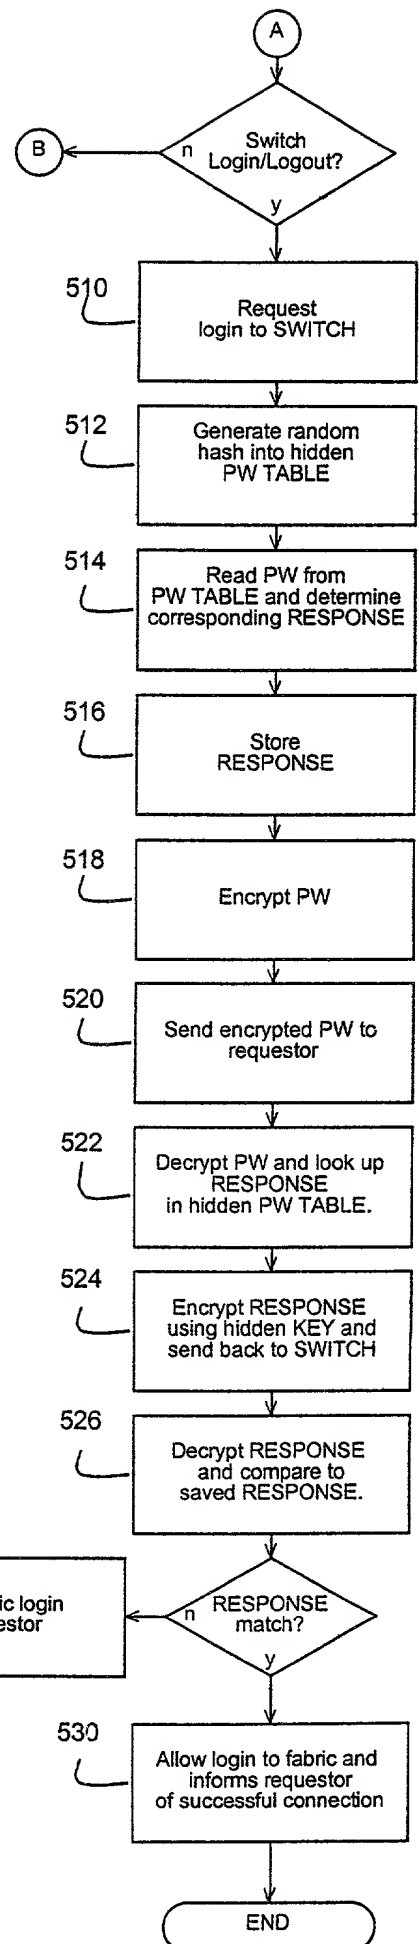 A
B
n
Switch
Login/Logout?
y
510
Request
login to SWITCH
512
Generate random
hash into hidden
PW TABLE
514
Read PW from
PW TABLE and determine
corresponding RESPONSE
516
Store
RESPONSE
518
Encrypt PW
520
Send encrypted PW to
requestor
522
Decrypt PW and look up
RESPONSE
in hidden PW TABLE.
524
Encrypt RESPONSE
using hidden KEY and
send back to SWITCH
526
Decrypt RESPONSE
and compare to
saved RESPONSE.
login
n
RESPONSE
match?
y
530
Allow login to fabric and
informs requestor
of successful connection
END